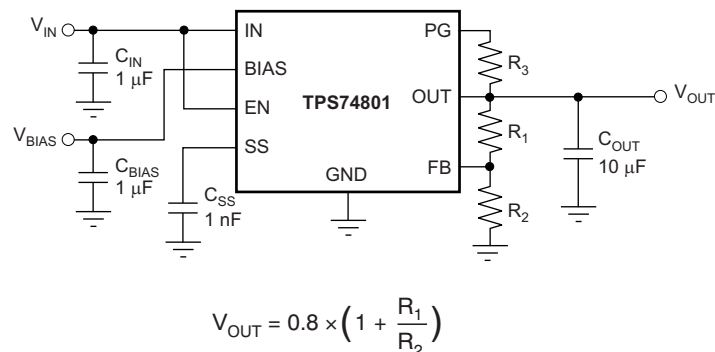 V_IN
C_IN
1 μF
V_BIAS
C_BIAS
1 μF
C_SS
1 nF
IN
BIAS
EN
SS
TPS74801
GND
PG
OUT
FB
R_3
R_1
R_2
C_OUT
10 μF
V_OUT
V_OUT = 0.8 × (1 + R_1/R_2)